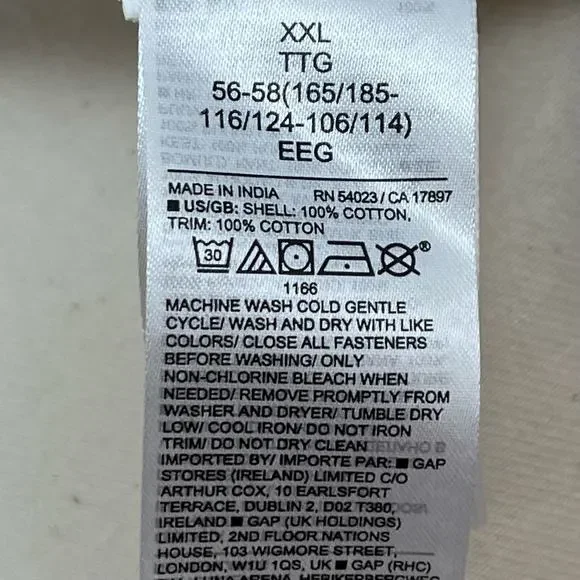 XXL
TTG
56-58(165/185-
116/124-106/114)
EEG
MADE IN INDIA RN 54023 / CA 17897
■ US/GB: SHELL: 100% COTTON,
TRIM: 100% COTTON
30
®
1166
MACHINE WASH COLD GENTLE
CYCLE/ WASH AND DRY WITH LIKE
COLORS/ CLOSE ALL FASTENERS
BEFORE WASHING/ ONLY
NON-CHLORINE BLEACH WHEN
NEEDED/ REMOVE PROMPTLY FROM
WASHER AND DRYER/ TUMBLE DRY
LOW/ COOL IRON/ DO NOT IRON
TRIM/ DO NOT DRY CLEAN
IMPORTED BY/ IMPORTE PAR: ■ GAP
STORES (IRELAND) LIMITED C/O
ARTHUR COX, 10 EARLSFORT
TERRACE, DUBLIN 2, D02 T380,
IRELAND ■ GAP (UK HOLDINGS)
LIMITED, 2ND FLOOR NATIONS
HOUSE, 103 WIGMORE STREET,
LONDON, W1U 1QS, UK ■ GAP (RHC)